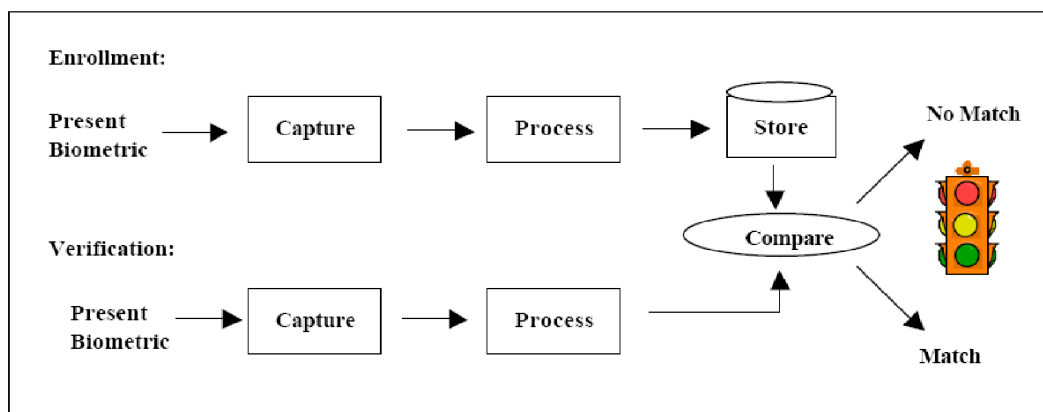 Enrollment:
Present
Biometric
Capture
Process
Store
No Match
Compare
Verification:
Present
Biometric
Capture
Process
Match